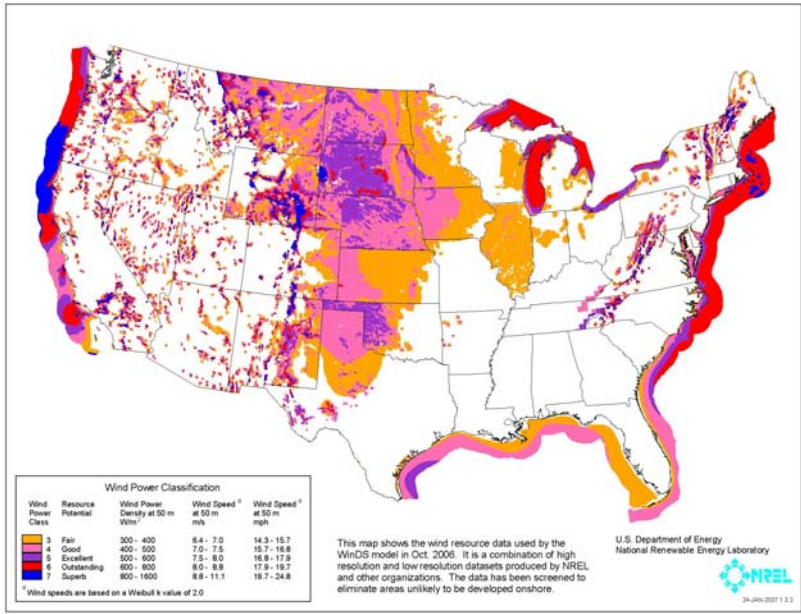 Wind Power Classification
Wind Power Class
Resource Potential
Wind Power Density at 50 m W/m²
Wind Speed ª at 50 m m/s
Wind Speed ª at 50 m mph
3 Fair 300 - 400 6.4 - 7.0 14.3 - 15.7
4 Good 400 - 500 7.0 - 7.5 15.7 - 16.8
5 Excellent 500 - 600 7.5 - 8.0 16.8 - 17.9
6 Outstanding 600 - 800 8.0 - 8.8 17.9 - 19.7
7 Superb 800 - 1600 8.8 - 11.1 19.7 - 24.8
ª Wind speeds are based on a Weibull k value of 2.0
This map shows the wind resource data used by the
WinDS model in Oct. 2006. It is a combination of high
resolution and low resolution datasets produced by NREL
and other organizations. The data has been screened to
eliminate areas unlikely to be developed onshore.
U.S. Department of Energy
National Renewable Energy Laboratory
NREL
24-JAN-2007 1.3.2